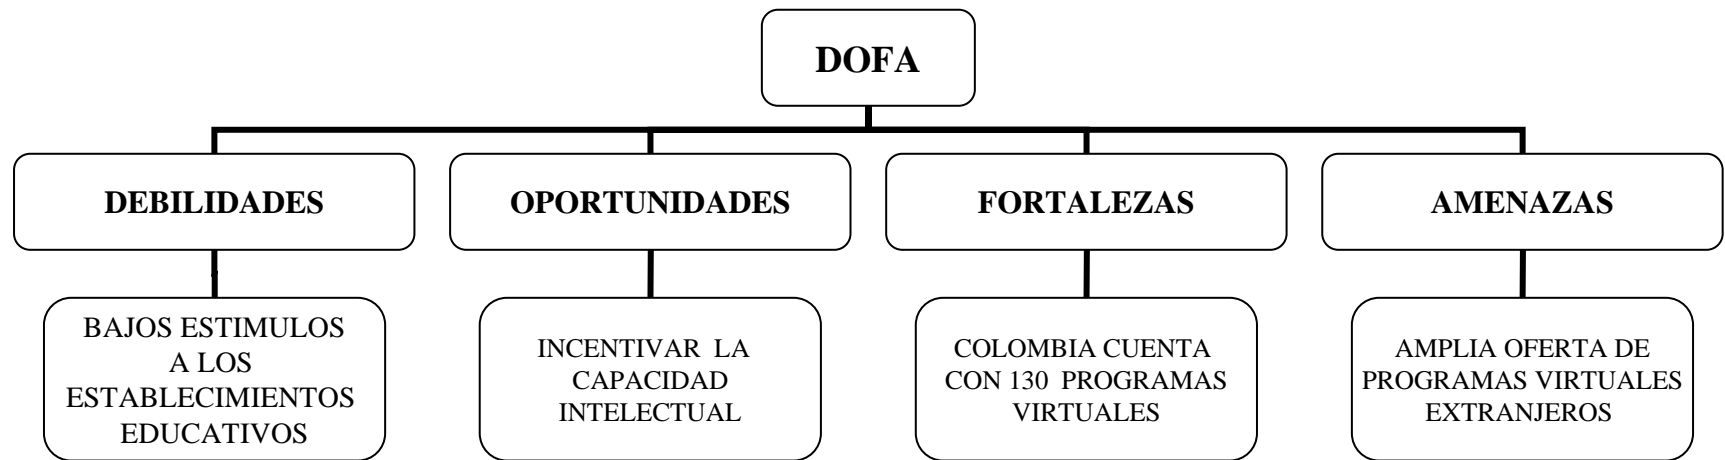 DOFA
DEBILIDADES
OPORTUNIDADES
FORTALEZAS
AMENAZAS
BAJOS ESTIMULOS
A LOS
ESTABLECIMIENTOS
EDUCATIVOS
INCENTIVAR LA
CAPACIDAD
INTELECTUAL
COLOMBIA CUENTA
CON 130 PROGRAMAS
VIRTUALES
AMPLIA OFERTA DE
PROGRAMAS VIRTUALES
EXTRANJEROS